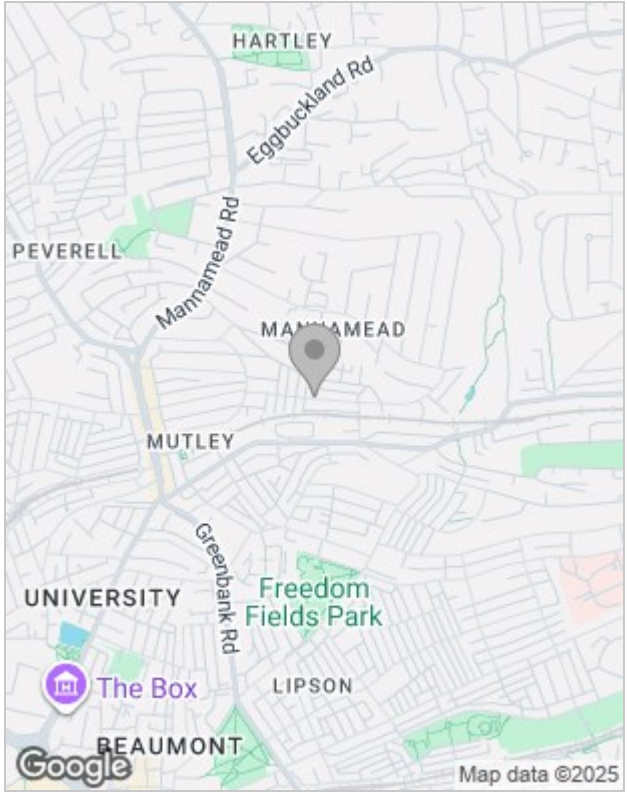 HARTLEY
Eggbuckland Rd
Mannamead Rd
PEVERELL
MANNAMEAD
MUTLEY
Greenbank Rd
UNIVERSITY
Freedom
Fields Park
The Box
LIPSON
BEAUMONT
Google
Map data ©2025